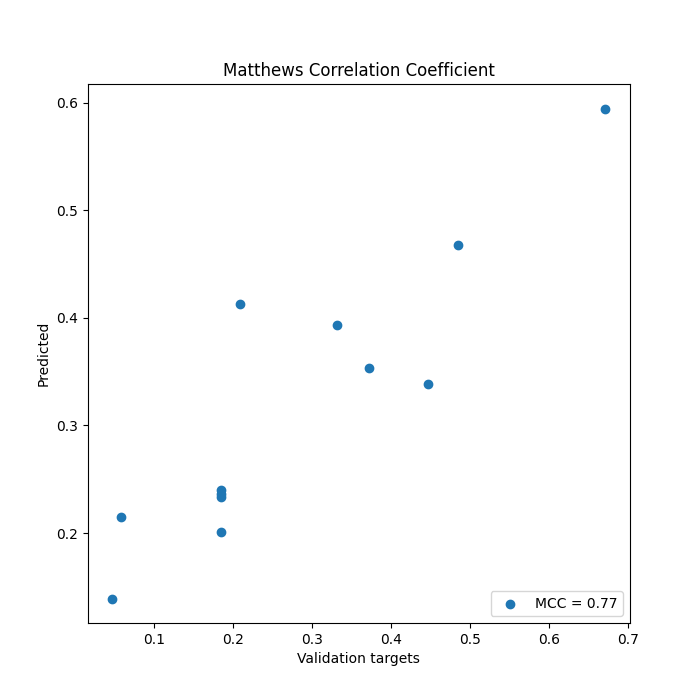 Matthews Correlation Coefficient
0.6
0.5
0.4
0.3
0.2
Predicted
MCC = 0.77
0.1 0.2 0.3 0.4 0.5 0.6 0.7
Validation targets